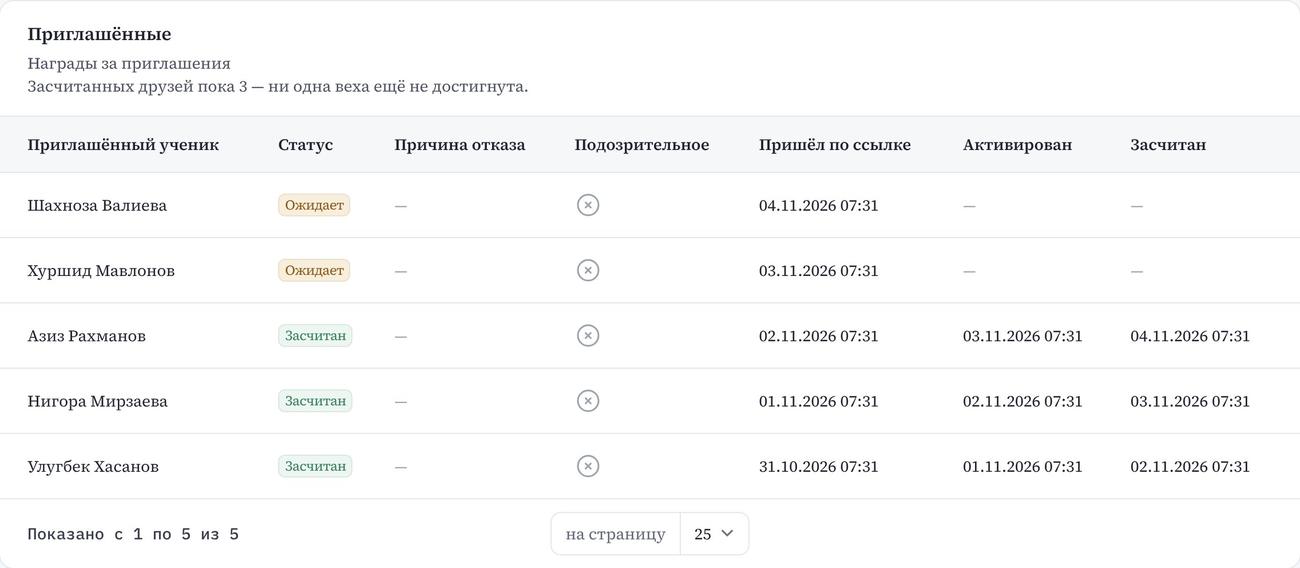 Приглашённые
Награды за приглашения
Засчитанных друзей пока 3 — ни одна веха ещё не достигнута.
Приглашённый ученик Статус Причина отказа Подозрительное Пришёл по ссылке Активирован Засчитан
Шахноза Валиева Ожидает — 04.11.2026 07:31 — —
Хуршид Мавлонов Ожидает — 03.11.2026 07:31 — —
Азиз Рахманов Засчитан — 02.11.2026 07:31 03.11.2026 07:31 04.11.2026 07:31
Нигора Мирзаева Засчитан — 01.11.2026 07:31 02.11.2026 07:31 03.11.2026 07:31
Улугбек Хасанов Засчитан — 31.10.2026 07:31 01.11.2026 07:31 02.11.2026 07:31
Показано с 1 по 5 из 5 на страницу 25